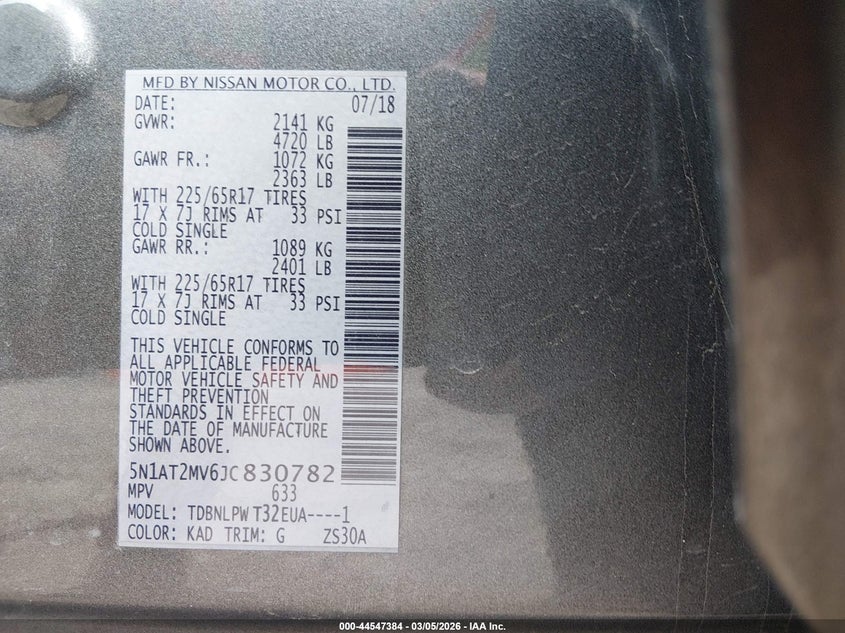 MFD BY NISSAN MOTOR CO., LTD.
DATE: 07/18
GVWR: 2141 KG
4720 LB
GAWR FR.: 1072 KG
2363 LB
WITH 225/65R17 TIRES
17 X 7J RIMS AT 33 PSI
COLD SINGLE
GAWR RR.: 1089 KG
2401 LB
WITH 225/65R17 TIRES
17 X 7J RIMS AT 33 PSI
COLD SINGLE
THIS VEHICLE CONFORMS TO
ALL APPLICABLE FEDERAL
MOTOR VEHICLE SAFETY AND
THEFT PREVENTION
STANDARDS IN EFFECT ON
THE DATE OF MANUFACTURE
SHOWN ABOVE.
5N1AT2MV6JC830782
MPV 633
MODEL: TDBNLPW T32EUA----1
COLOR: KAD TRIM: G ZS30A
000-44547384 - 03/05/2026 - IAA Inc.